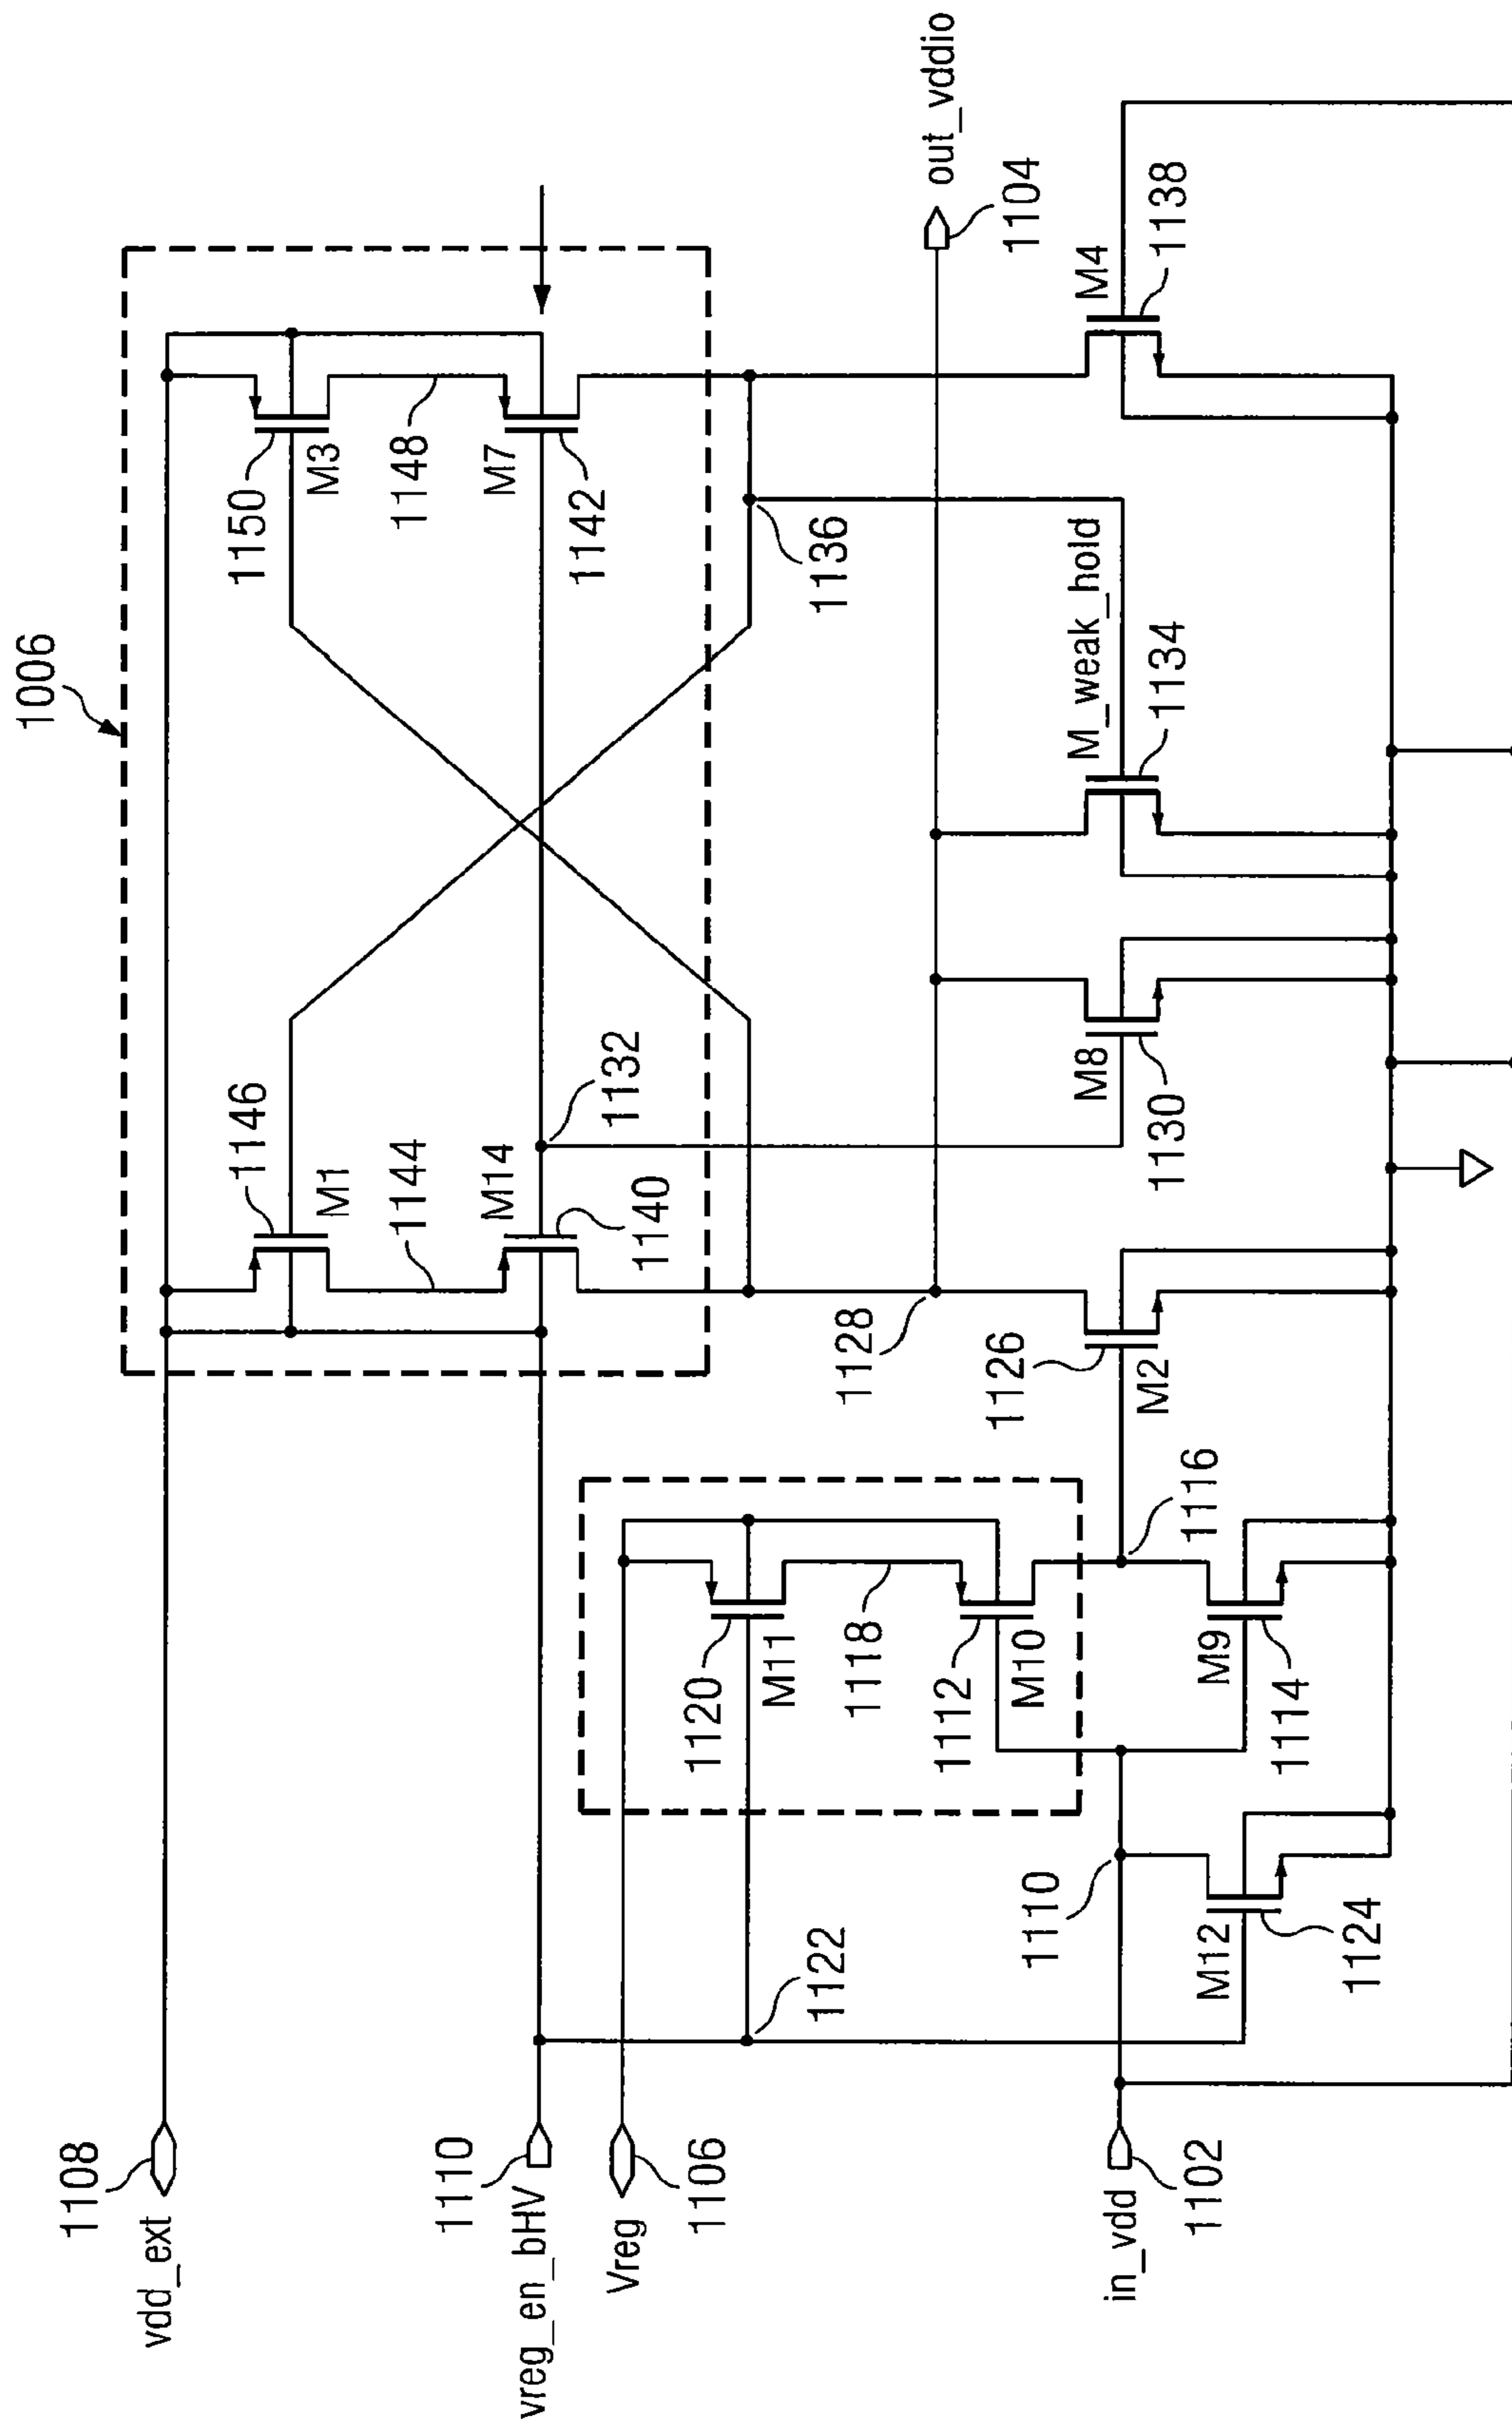 1006
1108
vdd_ext
1110
vreg_en_bHV
Vreg
1106
in_vdd
1102
1146
M1
1144
M14
1140
1132
1150
M3
1148
M7
1142
1136
out_vddio
1104
1128
1126
M2
M8
1130
M_weak_hold
1134
M4
1138
1120
M11
1118
1112
M10
1116
M9
1114
1110
1122
M12
1124